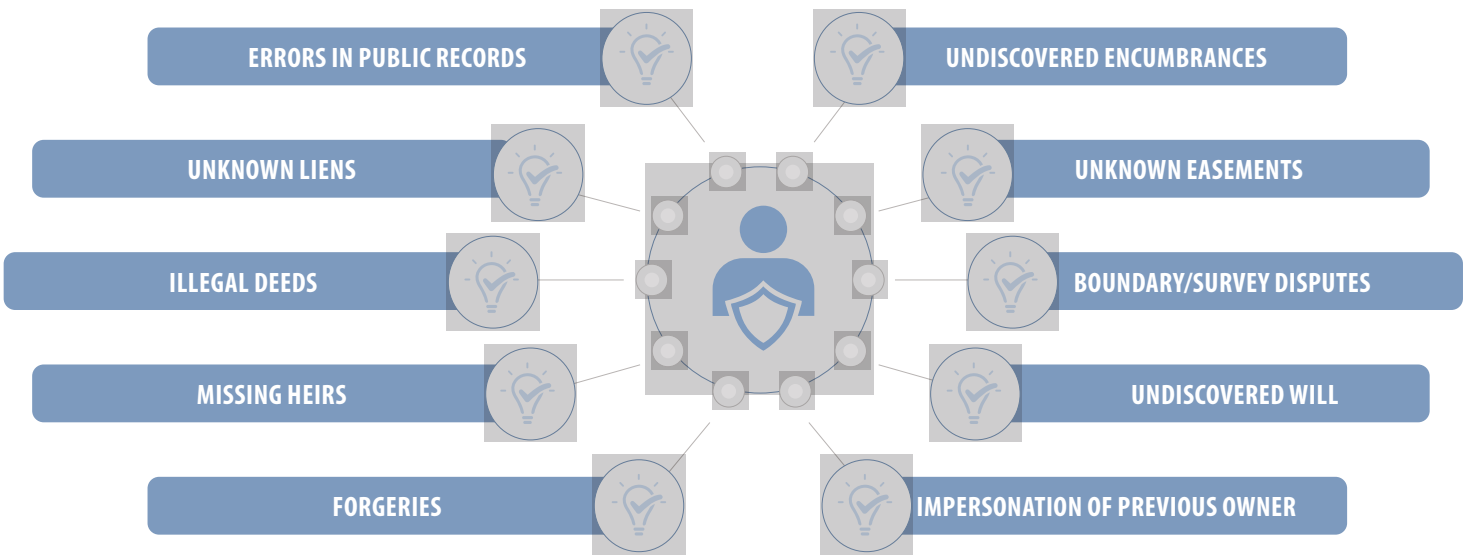 ERRORS IN PUBLIC RECORDS
UNDISCOVERED ENCUMBRANCES
UNKNOWN LIENS
UNKNOWN EASEMENTS
ILLEGAL DEEDS
BOUNDARY/SURVEY DISPUTES
MISSING HEIRS
UNDISCOVERED WILL
FORGERIES
IMPERSONATION OF PREVIOUS OWNER